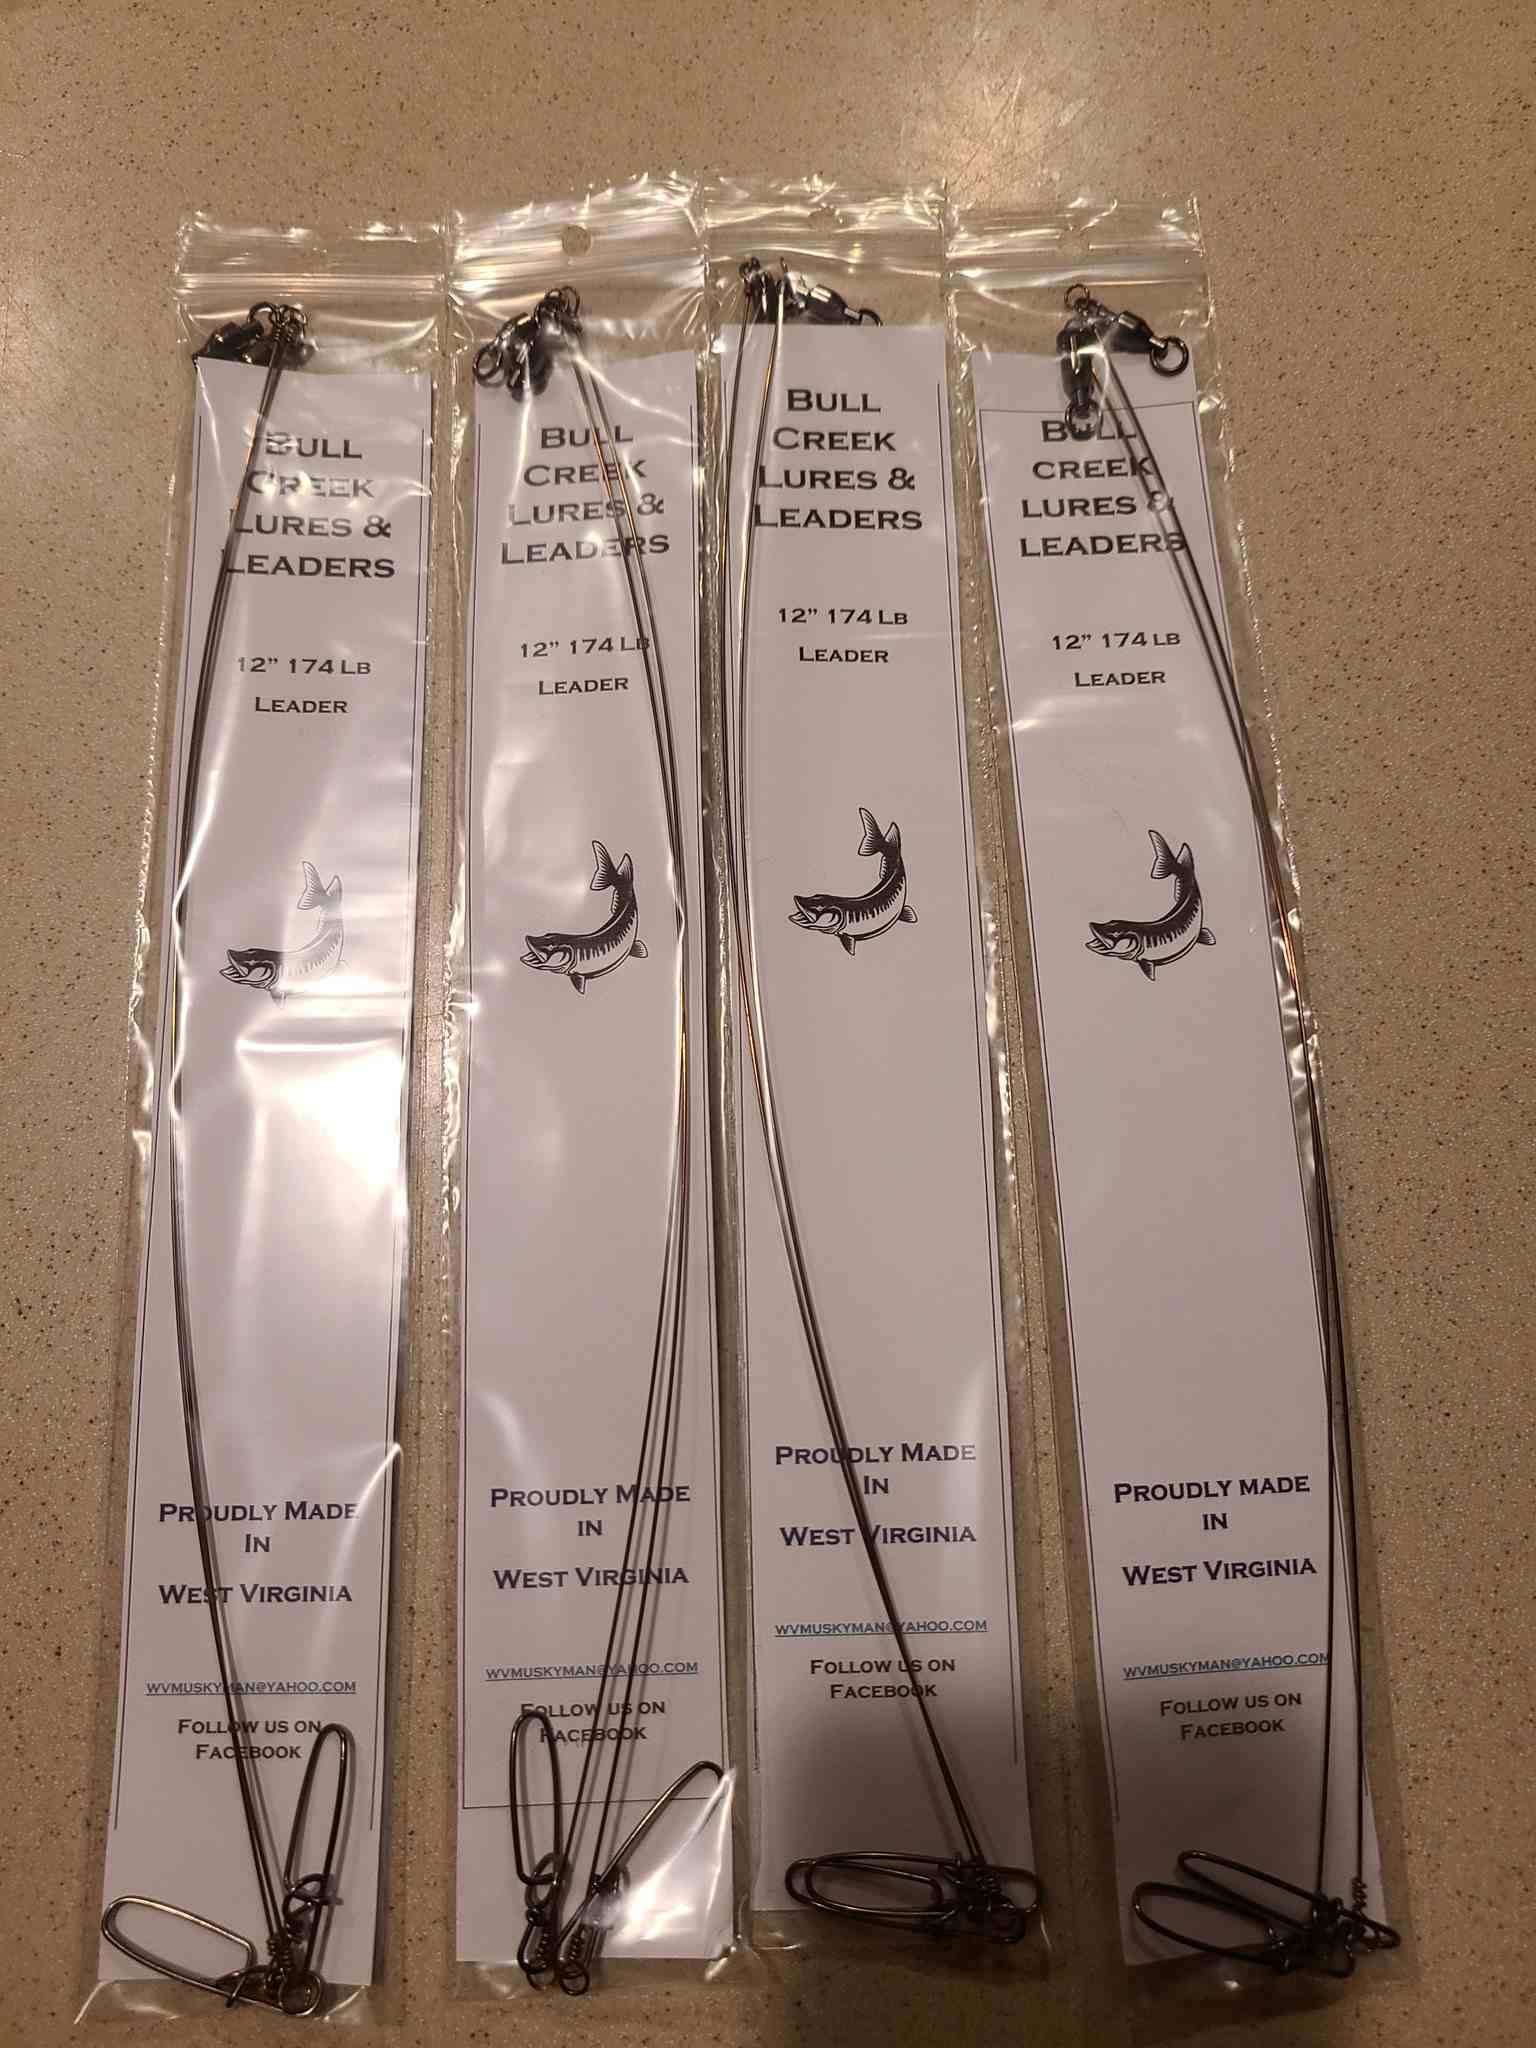 BULL
CREEK
LURES &
LEADERS
12" 174 LB
LEADER
PROUDLY MADE
IN
WEST VIRGINIA
WVMUSKYMAN@YAHOO.COM
FOLLOW US ON
FACEBOOK
BULL
CREEK
LURES &
LEADERS
12" 174 LB
LEADER
PROUDLY MADE
IN
WEST VIRGINIA
WVMUSKYMAN@YAHOO.COM
FOLLOW US ON
FACEBOOK
BULL
CREEK
LURES &
LEADERS
12" 174 LB
LEADER
PROUDLY MADE
IN
WEST VIRGINIA
WVMUSKYMAN@YAHOO.COM
FOLLOW US ON
FACEBOOK
BULL
CREEK
LURES &
LEADERS
12" 174 LB
LEADER
PROUDLY MADE
IN
WEST VIRGINIA
WVMUSKYMAN@YAHOO.COM
FOLLOW US ON
FACEBOOK